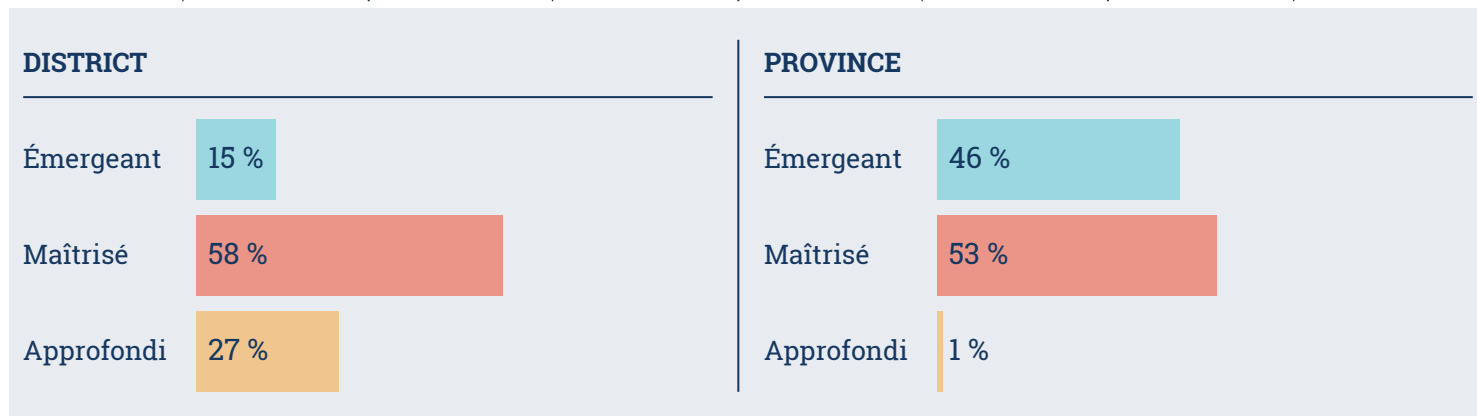 DISTRICT
Émergeant 15 %
Maîtrisé 58 %
Approfondi 27 %
PROVINCE
Émergeant 46 %
Maîtrisé 53 %
Approfondi 1 %